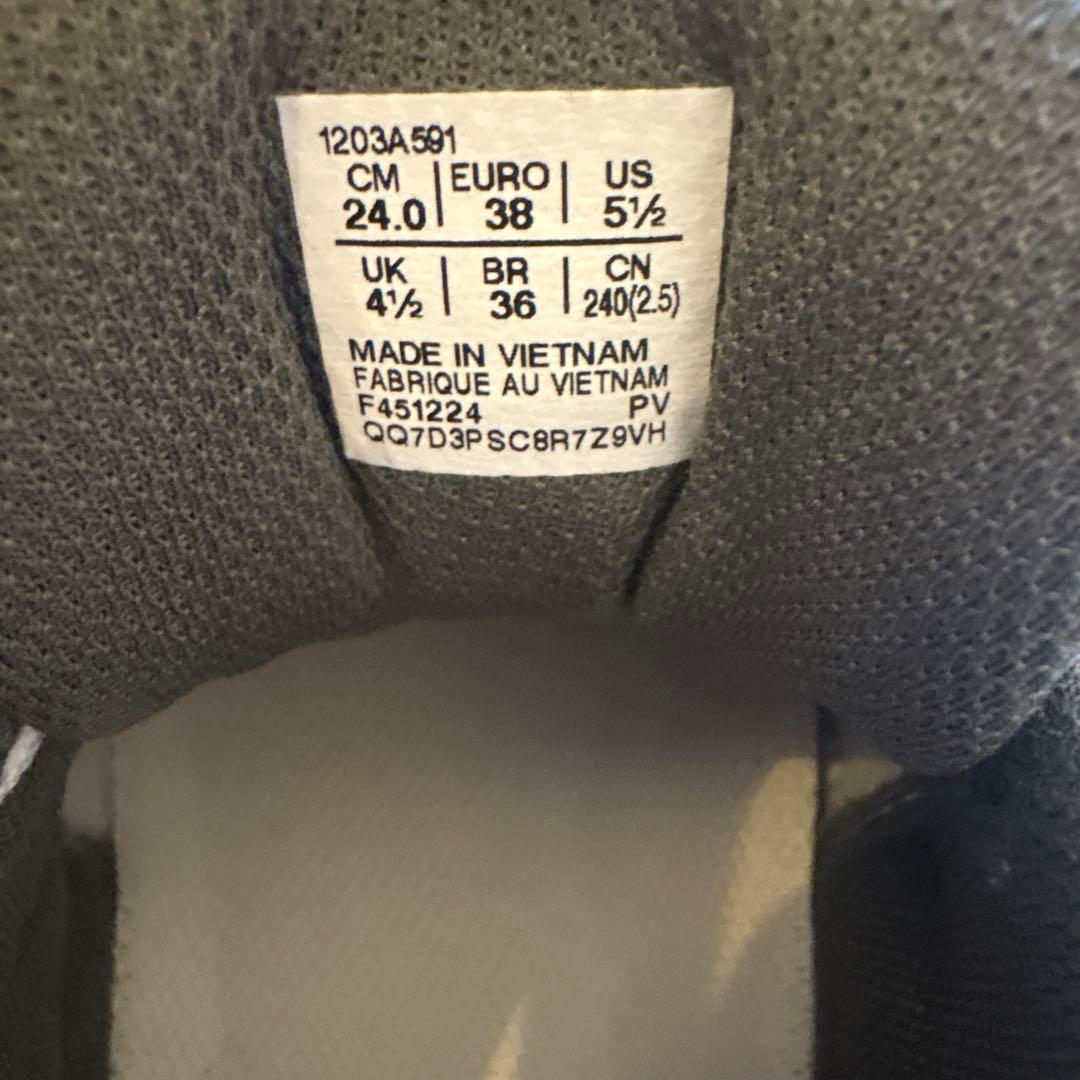 1203A591
CM | EURO | US
24.0 | 38 | 5½
UK | BR | CN
4½ | 36 | 240(2.5)
MADE IN VIETNAM
FABRIQUE AU VIETNAM
F451224 PV
QQ7D3PSC8R7Z9VH